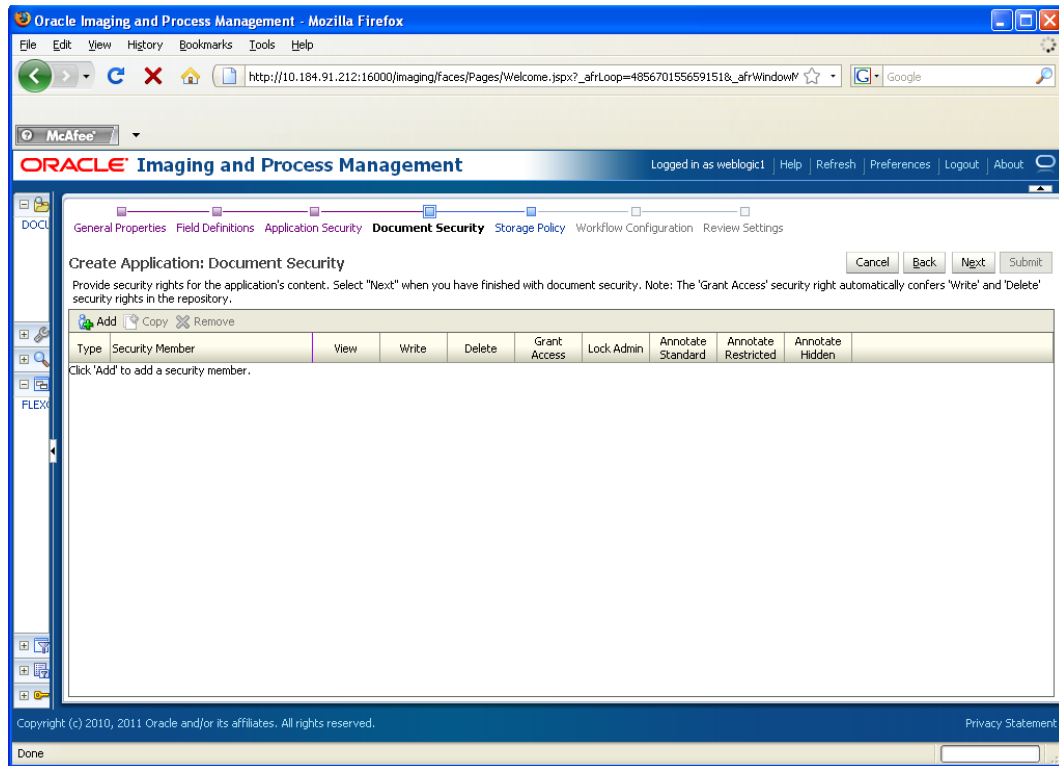 Oracle Imaging and Process Management - Mozilla Firefox
File Edit View History Bookmarks Tools Help
http://10.184.91.212:16000/imaging/faces/Pages/Welcome.jspx?_afrLoop=4856701556591518&_afrWindowM
Google
McAfee
ORACLE Imaging and Process Management
Logged in as weblogic1 Help Refresh Preferences Logout About
DOCU
General Properties Field Definitions Application Security Document Security Storage Policy Workflow Configuration Review Settings
Create Application: Document Security
Cancel Back Next Submit
Provide security rights for the application's content. Select "Next" when you have finished with document security. Note: The 'Grant Access' security right automatically confers 'Write' and 'Delete'
security rights in the repository.
Add Copy Remove
Type Security Member View Write Delete Grant Access Lock Admin Annotate Standard Annotate Restricted Annotate Hidden
Click 'Add' to add a security member.
FLEX
Copyright (c) 2010, 2011 Oracle and/or its affiliates. All rights reserved.
Privacy Statement
Done